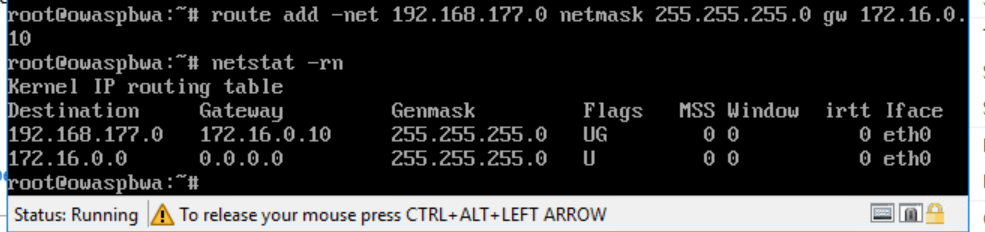 root@owaspbwa:~# route add -net 192.168.177.0 netmask 255.255.255.0 gw 172.16.0.
10
root@owaspbwa:~# netstat -rn
Kernel IP routing table
Destination     Gateway         Genmask         Flags   MSS Window  irtt Iface
192.168.177.0   172.16.0.10     255.255.255.0   UG        0 0          0 eth0
172.16.0.0      0.0.0.0         255.255.255.0   U         0 0          0 eth0
root@owaspbwa:~#
Status: Running To release your mouse press CTRL+ALT+LEFT ARROW